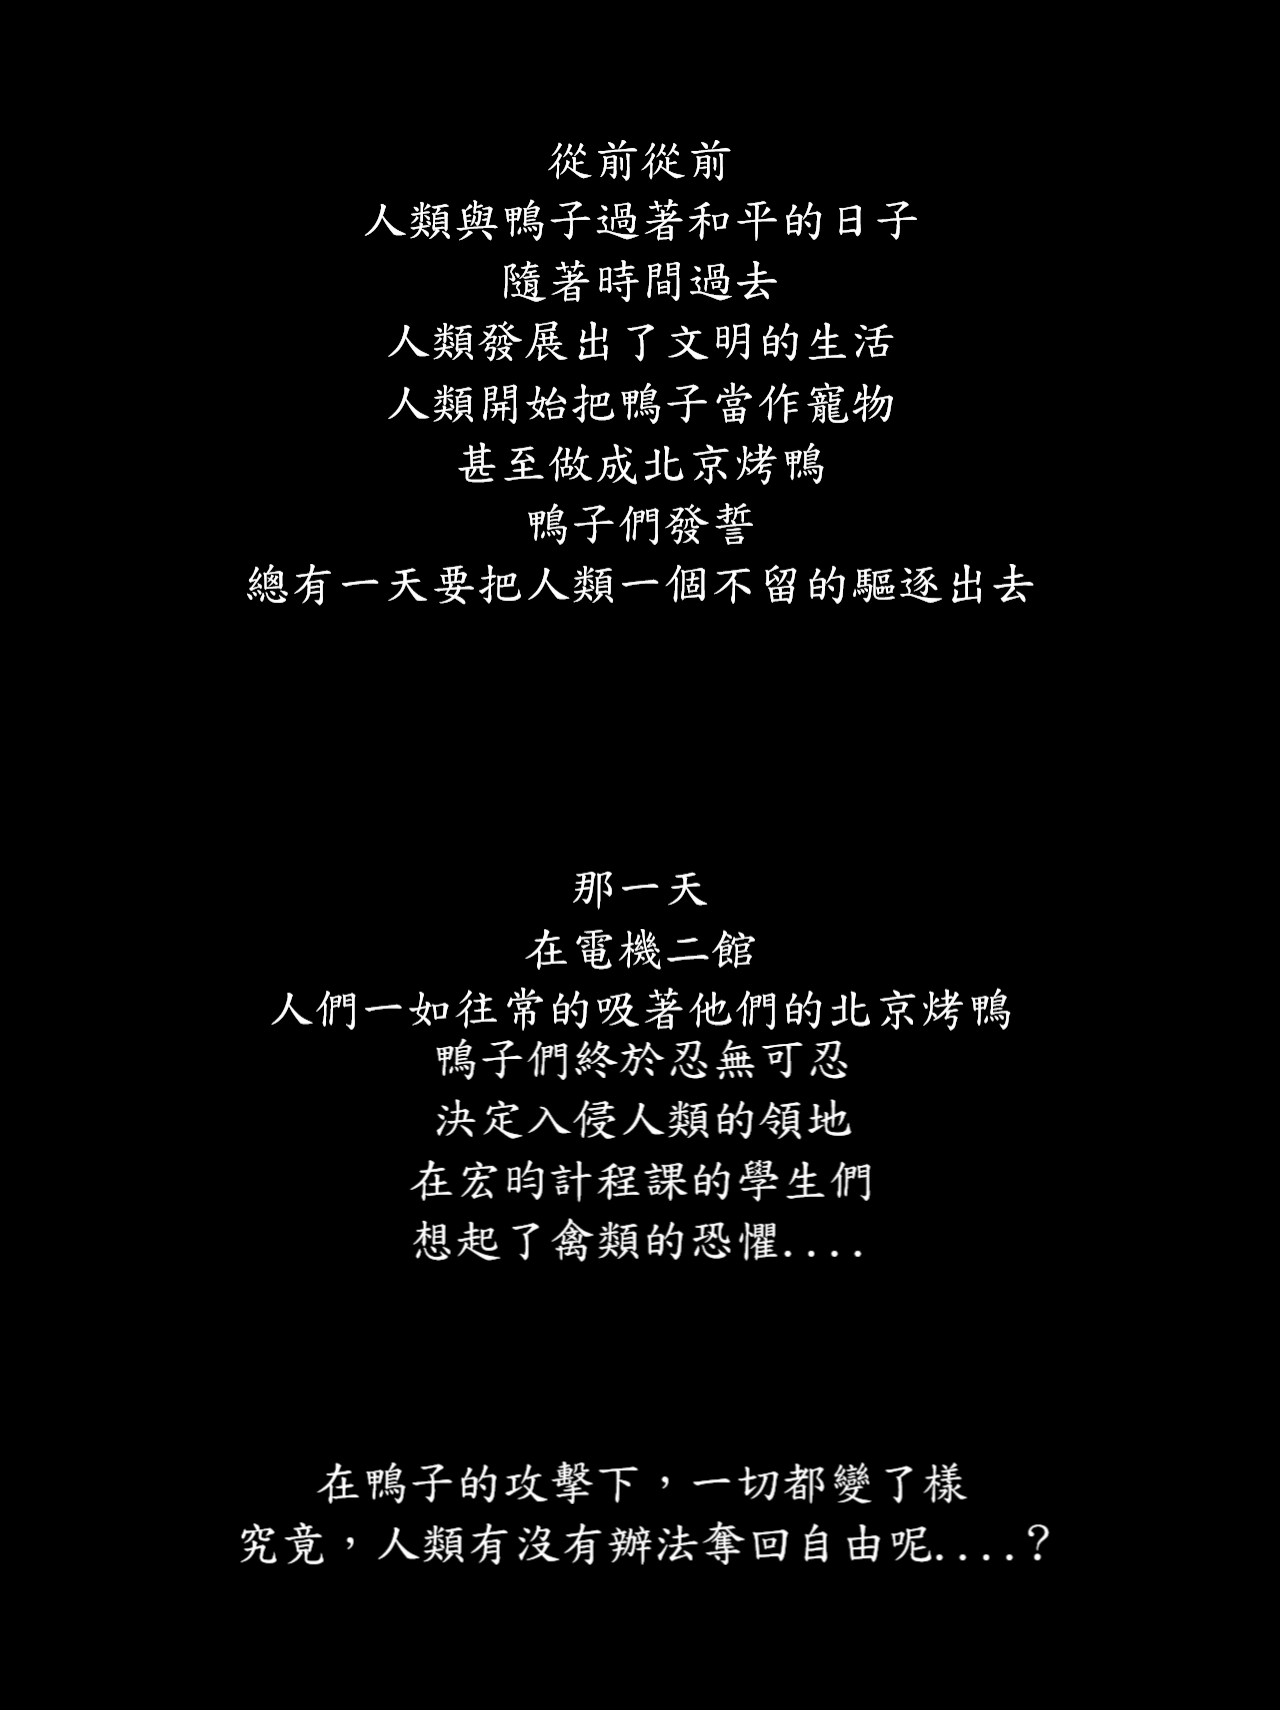 從前從前
人類與鴨子過著和平的日子
隨著時間過去
人類發展出了文明的生活
人類開始把鴨子當作寵物
甚至做成北京烤鴨
鴨子們發誓
總有一天要把人類一個不留的驅逐出去
那一天
在電機二館
人們一如往常的吸著他們的北京烤鴨
鴨子們終於忍無可忍
決定入侵人類的領地
在宏昀計程課的學生們
想起了禽類的恐懼....
在鴨子的攻擊下，一切都變了樣
究竟，人類有沒有辦法奪回自由呢....?